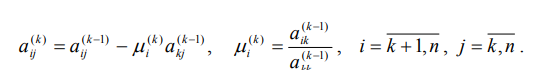 $a_{ij}^{(k)} = a_{ij}^{(k-1)} - \mu_i^{(k)} a_{kj}^{(k-1)}, \quad \mu_i^{(k)} = \frac{a_{ik}^{(k-1)}}{a_{kk}^{(k-1)}}, \quad i = \overline{k+1,n}, \; j = \overline{k,n}.$